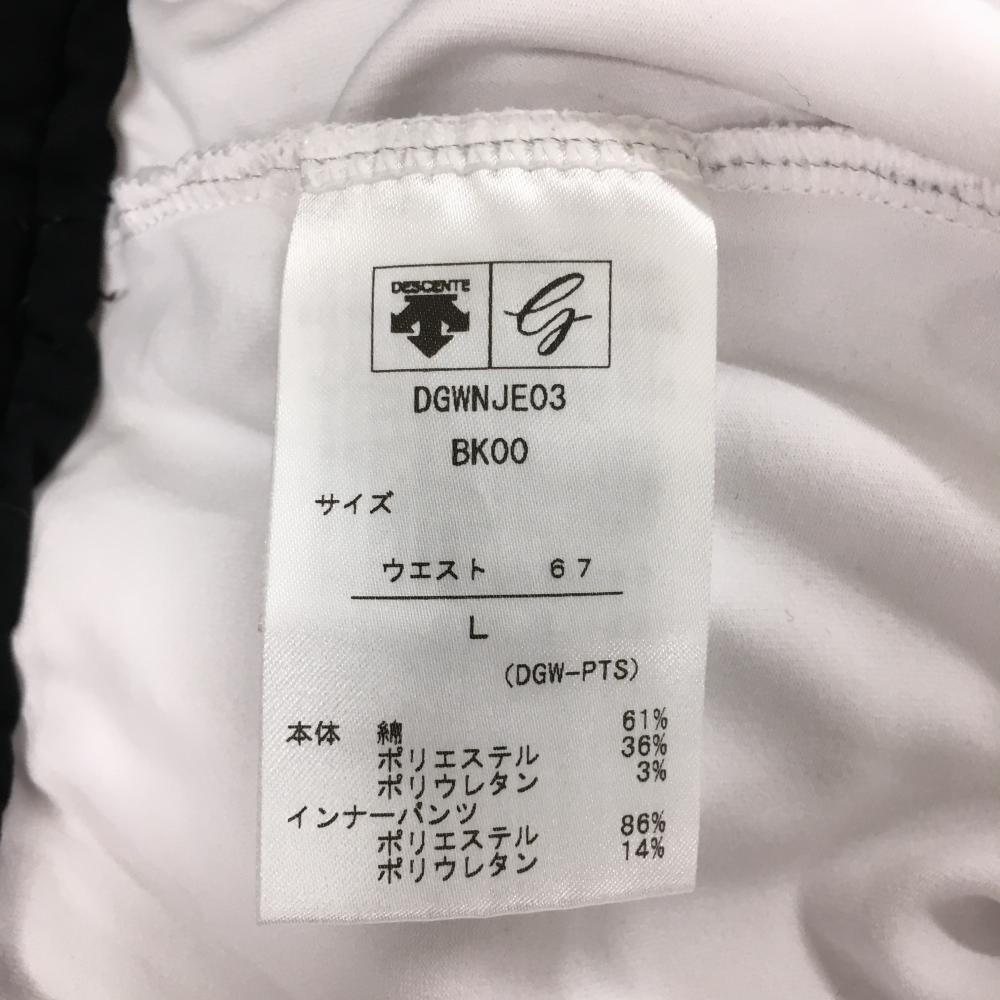 DESCENTE G
DGWNJE03
BK00
サイズ
ウエスト 67
L
(DGW-PTS)
本体 綿 61%
ポリエステル 36%
ポリウレタン 3%
インナーパンツ
ポリエステル 86%
ポリウレタン 14%